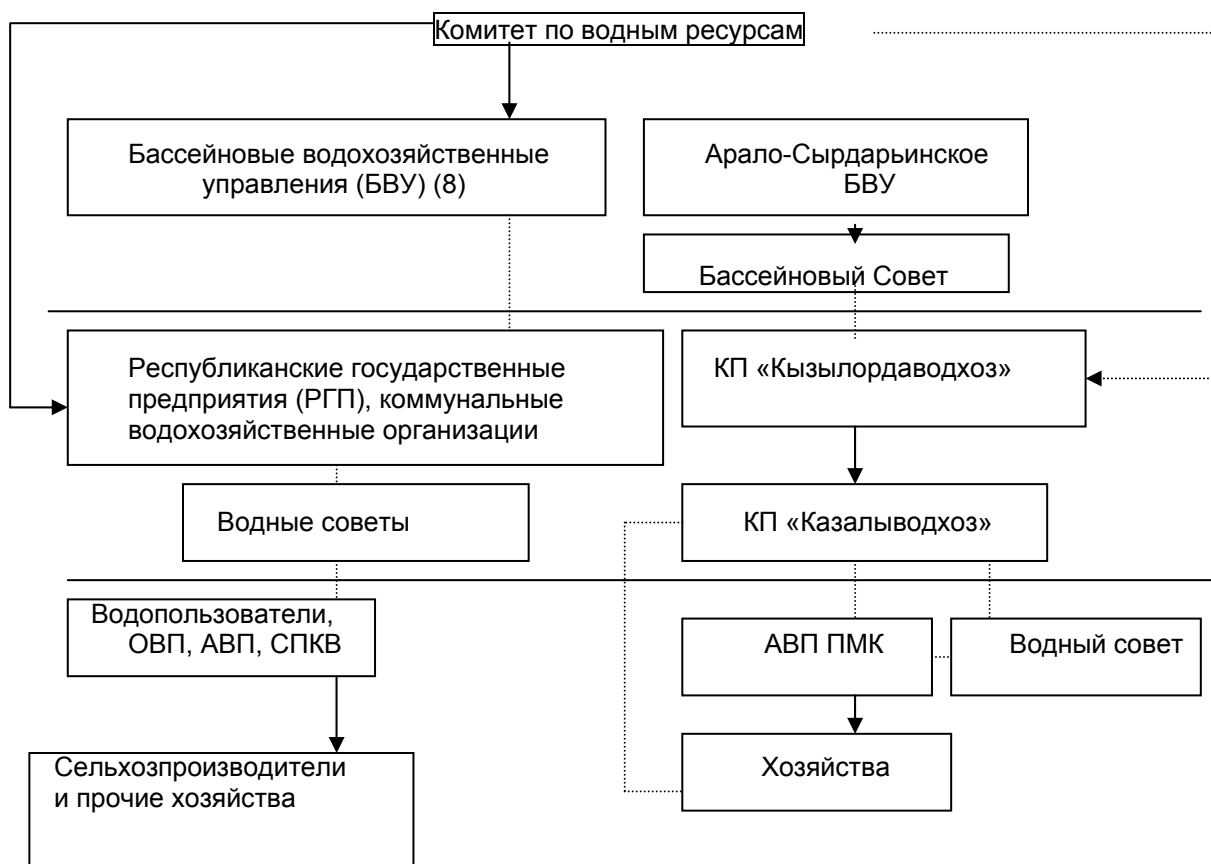 Комитет по водным ресурсам
Бассейновые водохозяйственные
управления (БВУ) (8)
Арало-Сырдарьинское
БВУ
Бассейновый Совет
Республиканские государственные
предприятия (РГП), коммунальные
водохозяйственные организации
КП «Кызылордаводхоз»
Водные советы
КП «Казалыводхоз»
Водопользователи,
ОВП, АВП, СПКВ
АВП ПМК
Водный совет
Сельхозпроизводители
и прочие хозяйства
Хозяйства